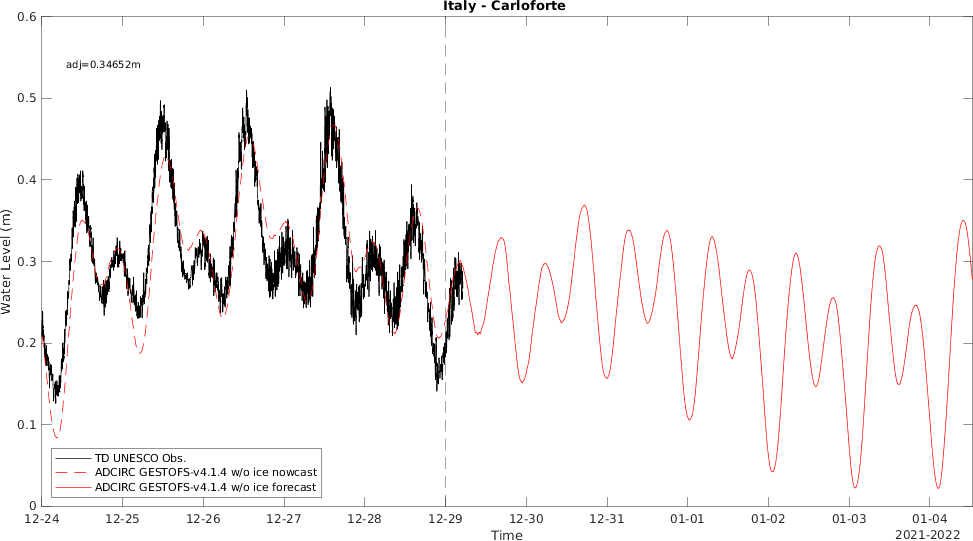 Italy - Carloforte
0.6
adj=0.34652m
0.5
0.4
0.3
0.2
0.1
0
Water Level (m)
TD UNESCO Obs.
ADCIRC GESTOFS-v4.1.4 w/o ice nowcast
ADCIRC GESTOFS-v4.1.4 w/o ice forecast
12-24 12-25 12-26 12-27 12-28 12-29 12-30 12-31 01-01 01-02 01-03 01-04
Time
2021-2022